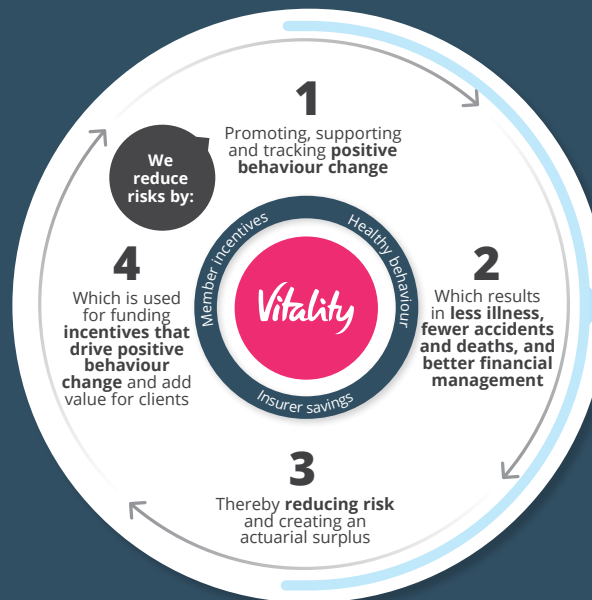 1
Promoting, supporting
and tracking positive
behaviour change
We
reduce
risks by:
2
Which results
in less illness,
fewer accidents
and deaths, and
better financial
management
3
Thereby reducing risk
and creating an
actuarial surplus
4
Which is used
for funding
incentives that
drive positive
behaviour
change and add
value for clients
Member incentives
Healthy behaviour
Insurer savings
Vitality